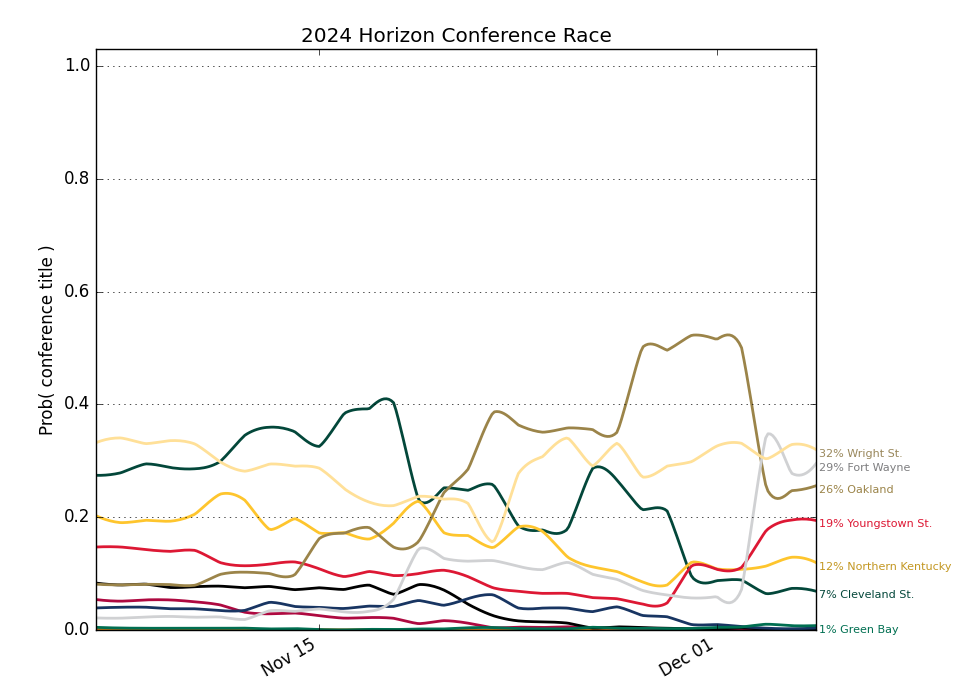 2024 Horizon Conference Race
Prob( conference title )
1.0
0.8
0.6
0.4
0.2
0.0
Nov 15
Dec 01
32% Wright St.
29% Fort Wayne
26% Oakland
19% Youngstown St.
12% Northern Kentucky
7% Cleveland St.
1% Green Bay